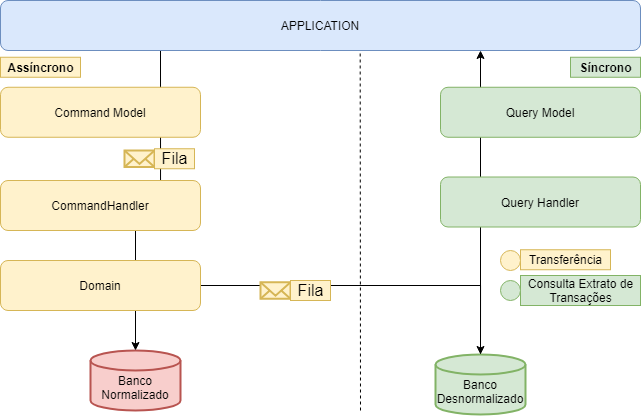 APPLICATION
Assíncrono
Síncrono
Command Model
Query Model
Fila
CommandHandler
Query Handler
Transferência
Domain
Fila
Consulta Extrato de
Transações
Banco
Normalizado
Banco
Desnormalizado